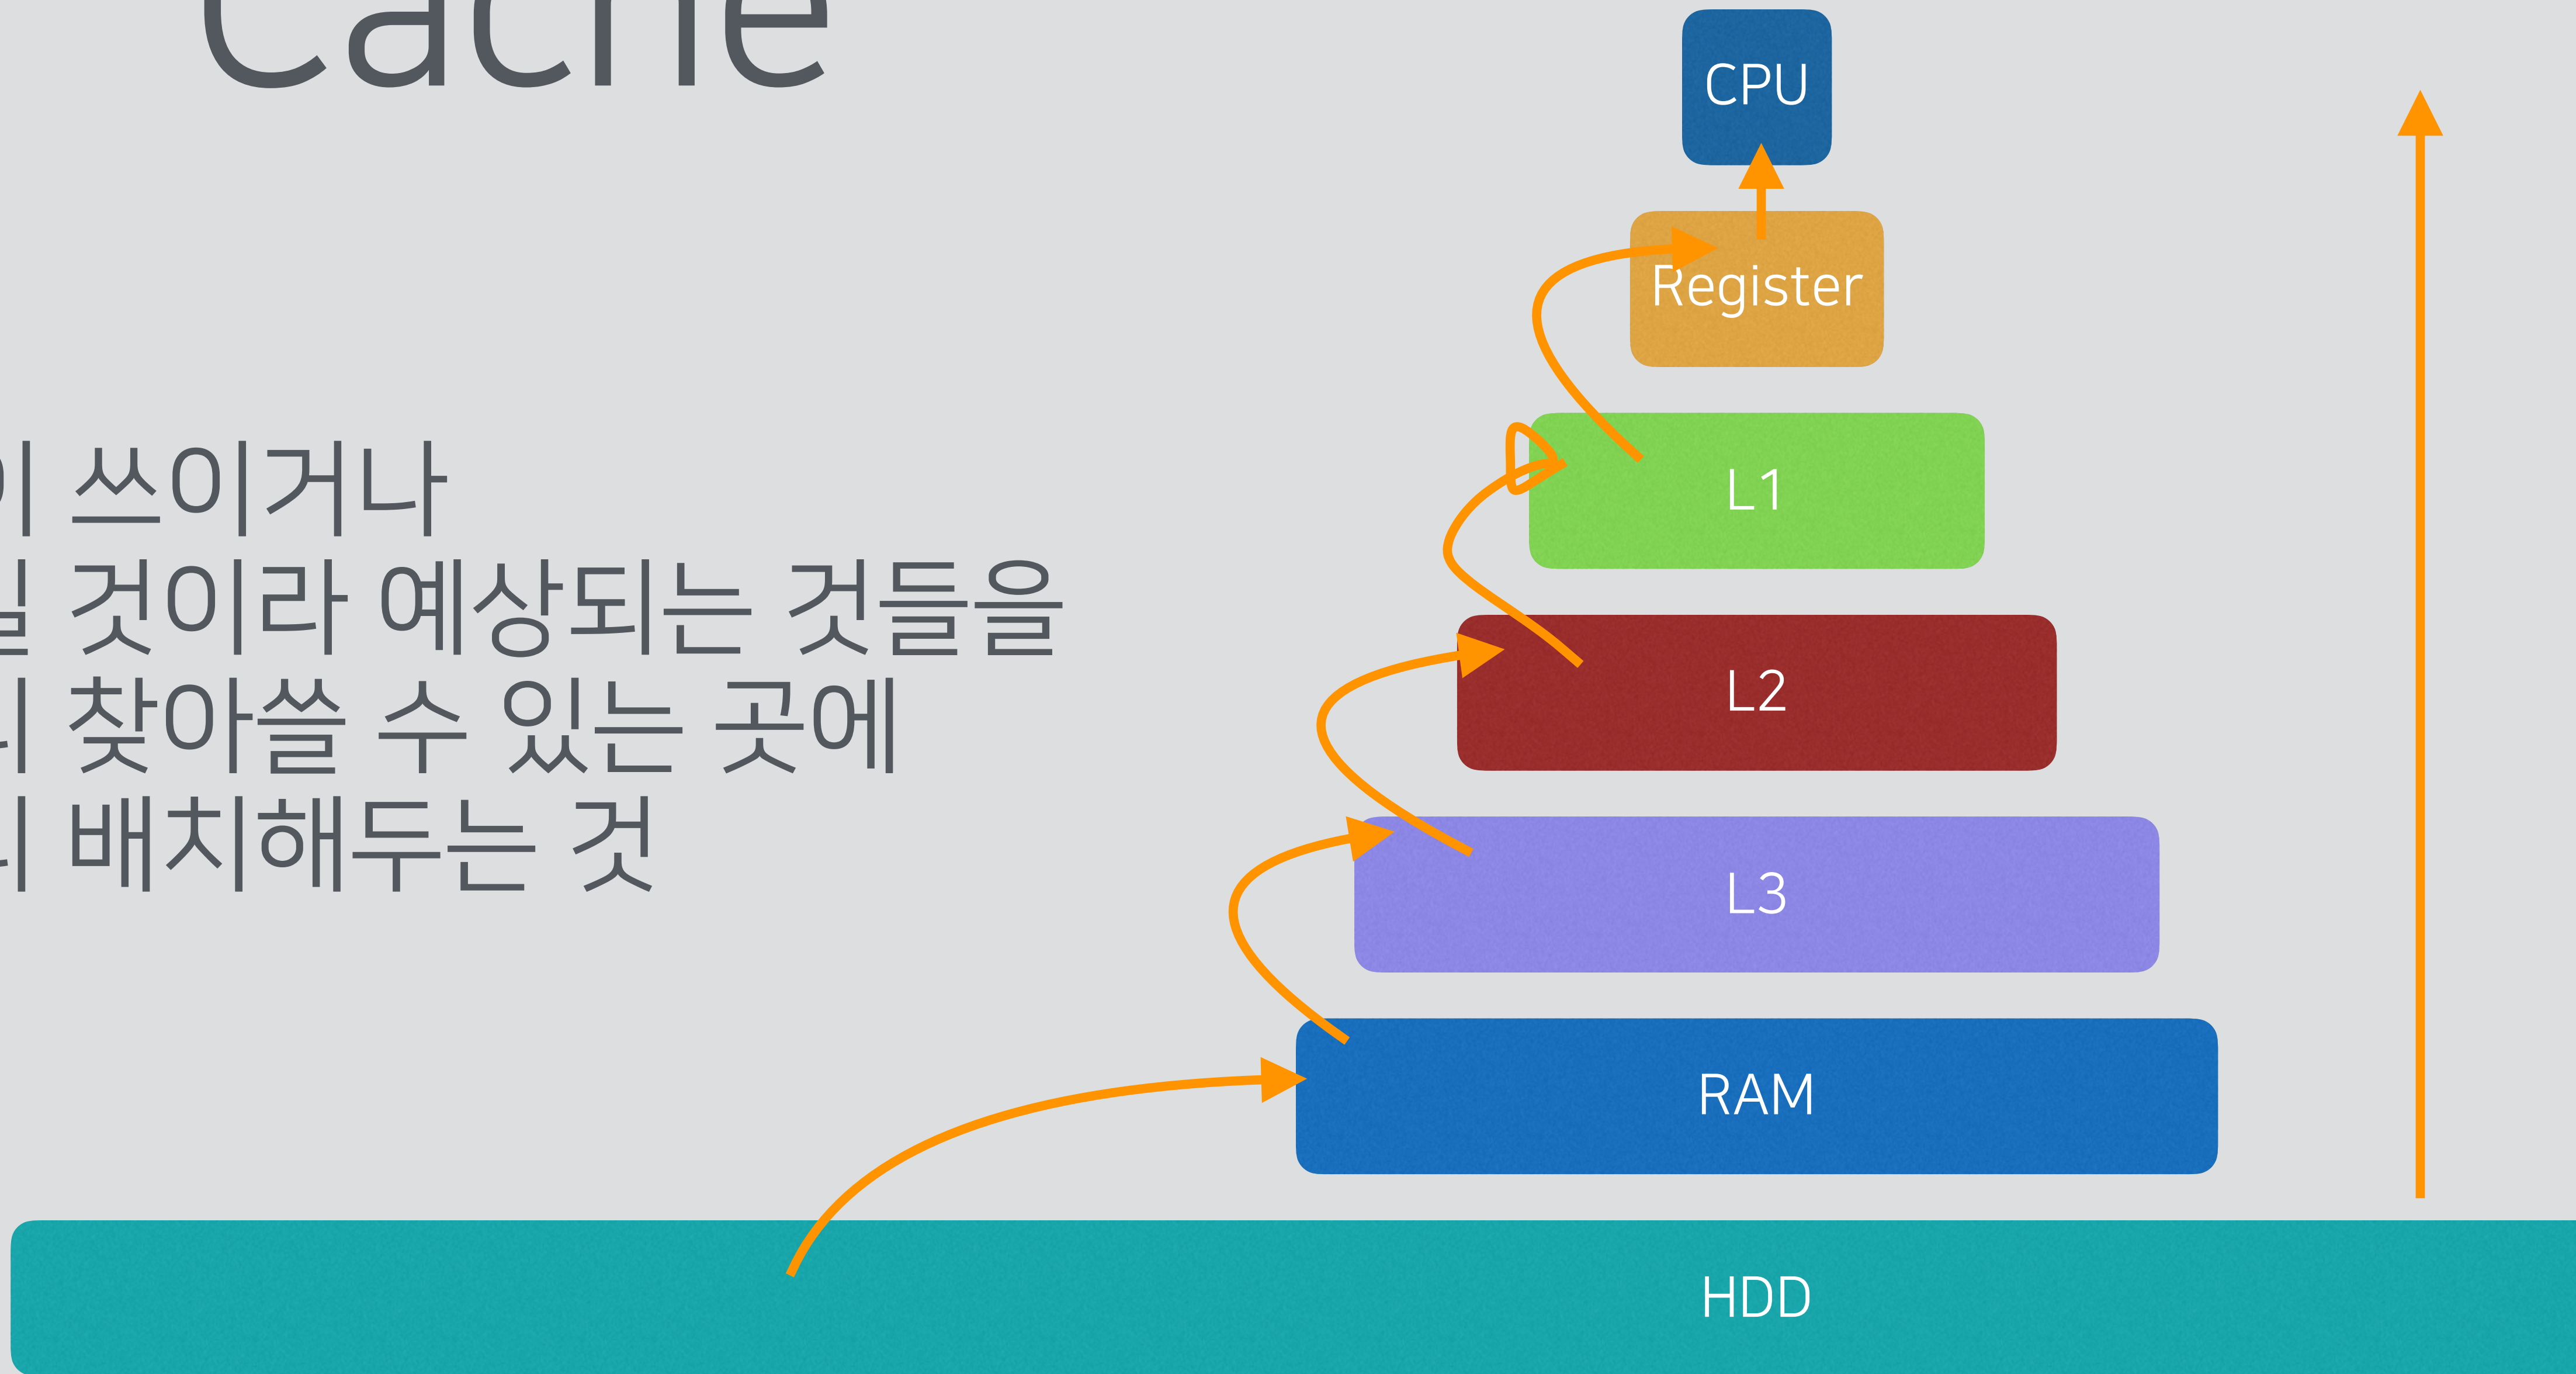 Cache
쓰이거나
것이라 예상되는 것들을
찾아쓸 수 있는 곳에
배치해두는 것
CPU
Register
L1
L2
L3
RAM
HDD